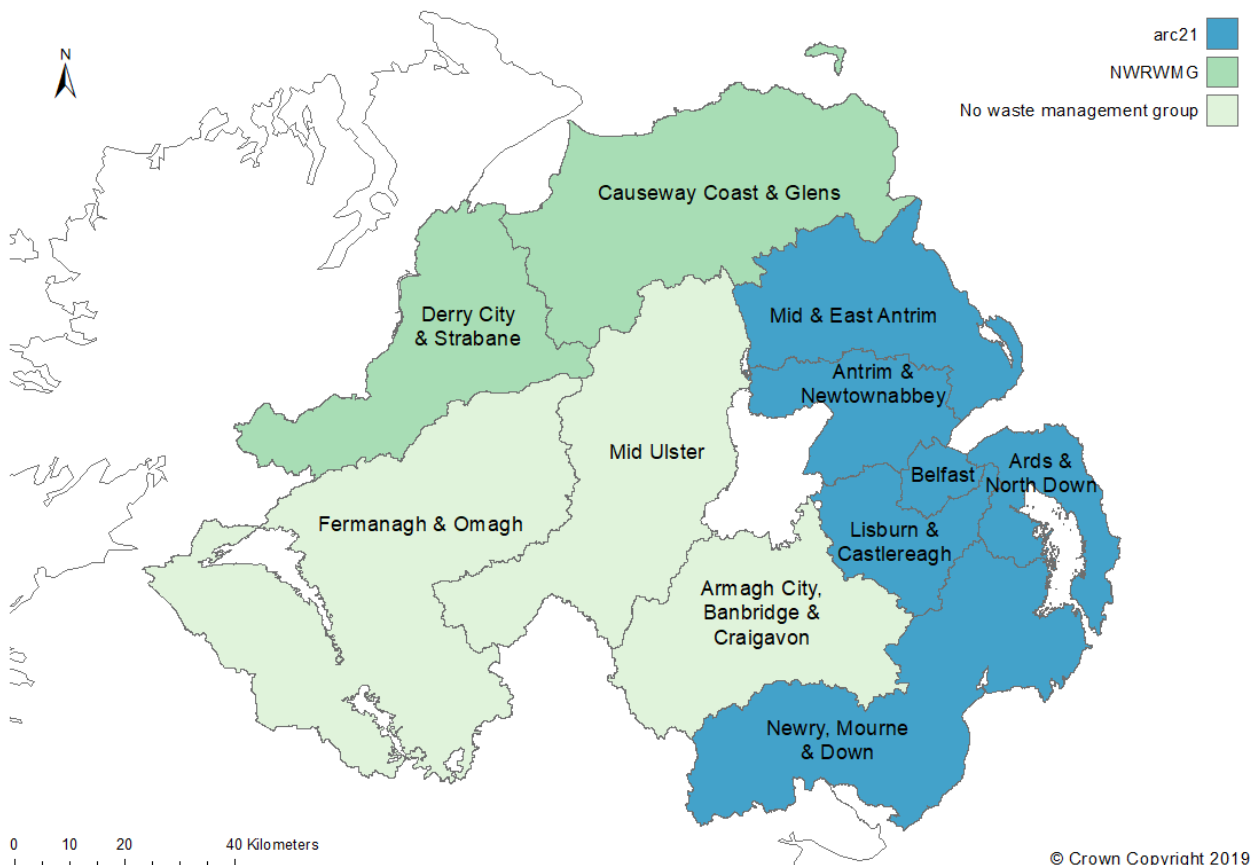 N
arc21
NWRWMG
No waste management group
Causeway Coast & Glens
Derry City
& Strabane
Mid & East Antrim
Antrim &
Newtownabbey
Mid Ulster
Belfast
Ards &
North Down
Fermanagh & Omagh
Lisburn &
Castlereagh
Armagh City,
Banbridge &
Craigavon
Newry, Mourne
& Down
0 10 20 40 Kilometers
© Crown Copyright 2019